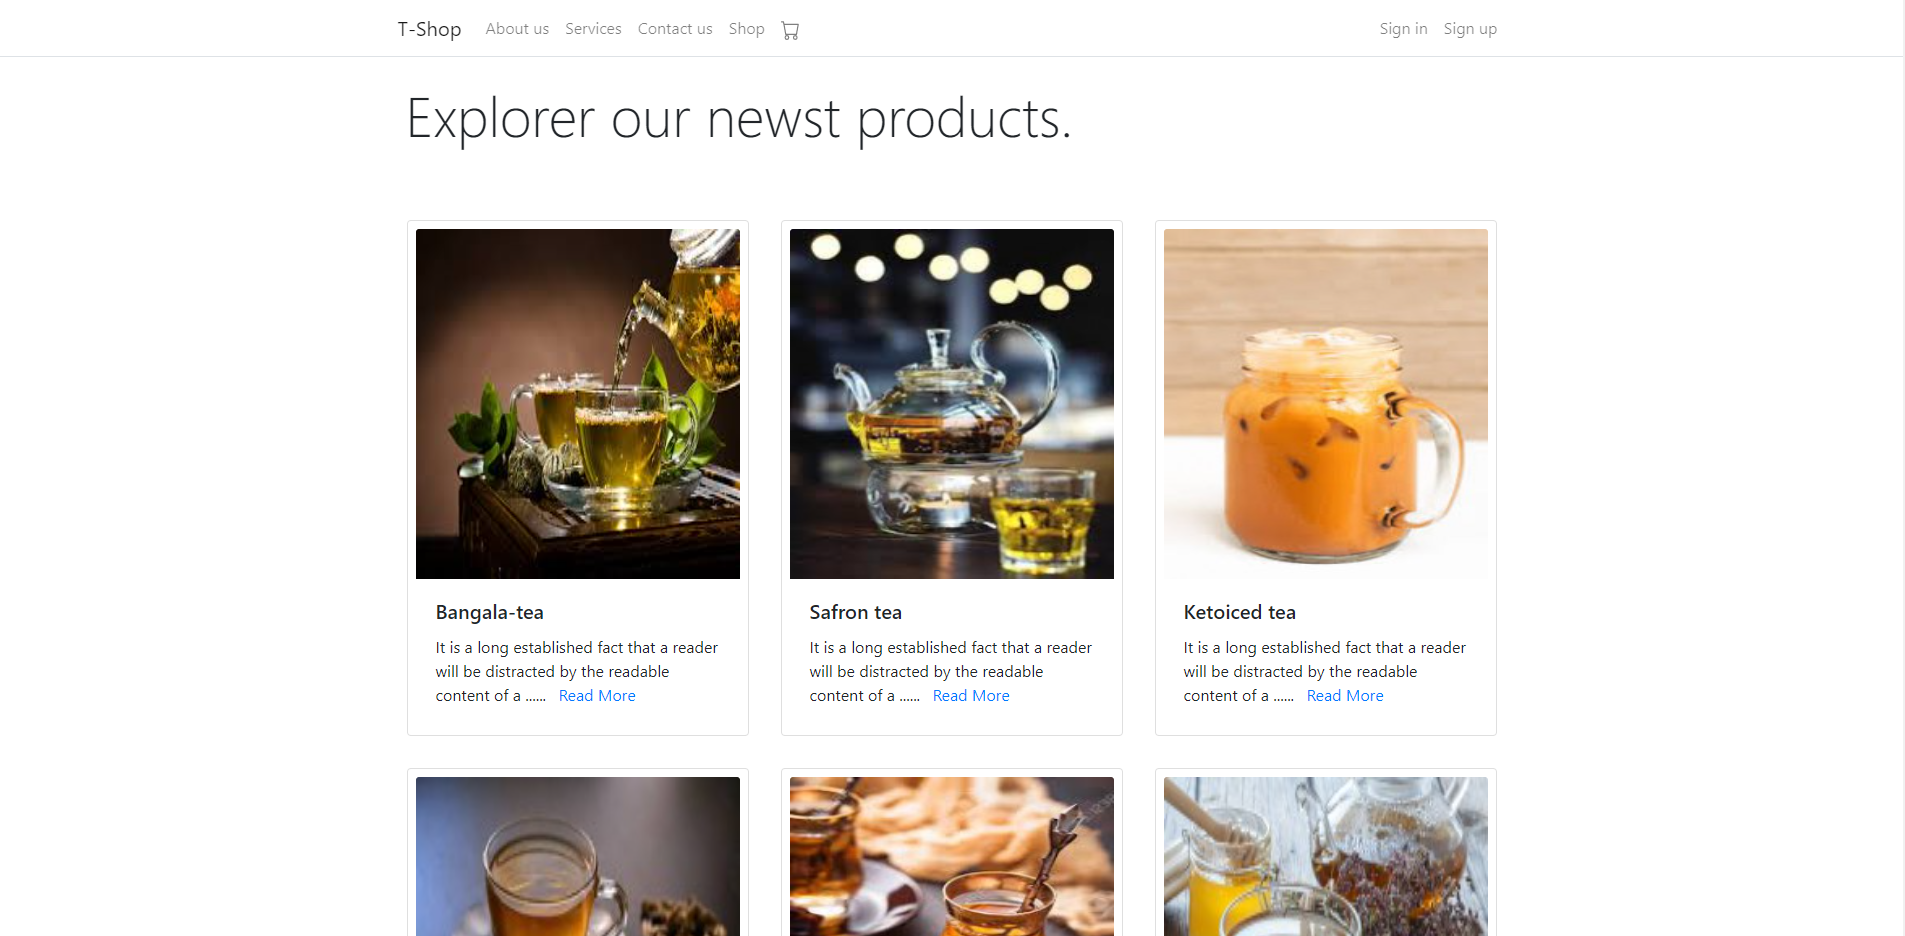 T-Shop About us Services Contact us Shop Sign in Sign up
Explorer our newst products.
Bangala-tea
It is a long established fact that a reader
will be distracted by the readable
content of a ...... Read More
Safron tea
It is a long established fact that a reader
will be distracted by the readable
content of a ...... Read More
Ketoiced tea
It is a long established fact that a reader
will be distracted by the readable
content of a ...... Read More